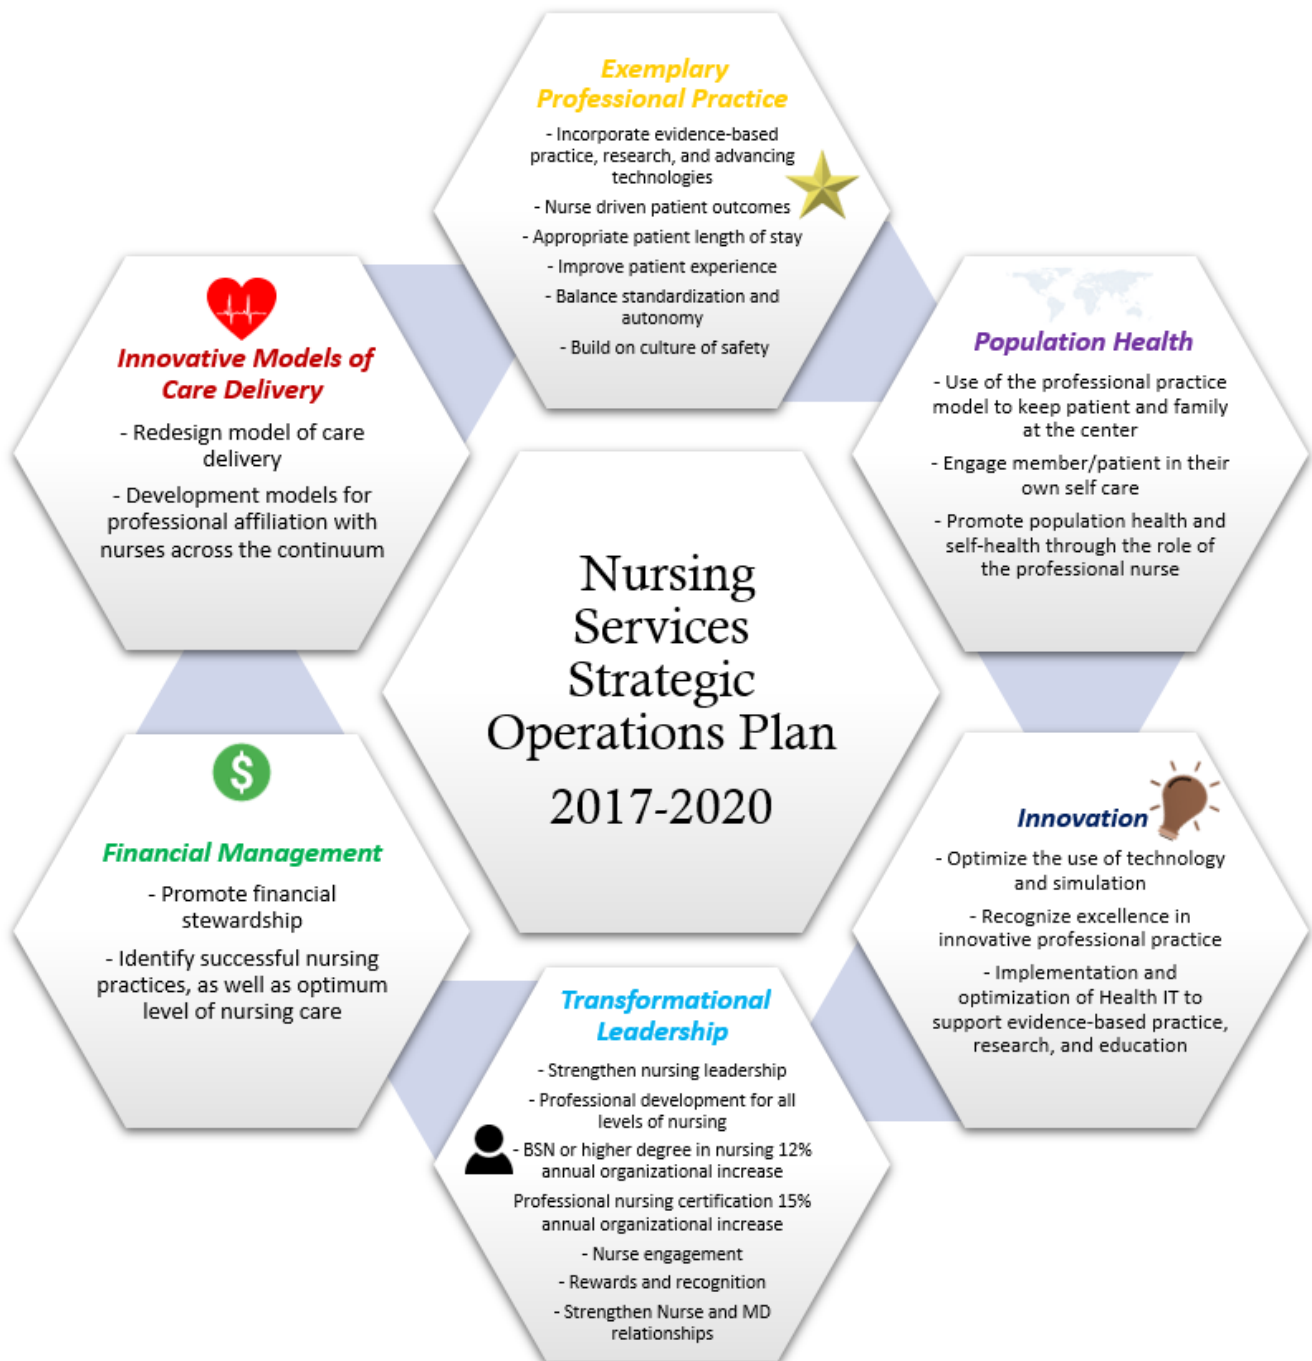 Exemplary
Professional Practice
- Incorporate evidence-based
practice, research, and advancing
technologies
- Nurse driven patient outcomes
- Appropriate patient length of stay
- Improve patient experience
- Balance standardization and
autonomy
- Build on culture of safety
Population Health
- Use of the professional practice
model to keep patient and family
at the center
- Engage member/patient in their
own self care
- Promote population health and
self-health through the role of
the professional nurse
Innovation
- Optimize the use of technology
and simulation
- Recognize excellence in
innovative professional practice
- Implementation and
optimization of Health IT to
support evidence-based practice,
research, and education
Transformational
Leadership
- Strengthen nursing leadership
- Professional development for all
levels of nursing
- BSN or higher degree in nursing 12%
annual organizational increase
Professional nursing certification 15%
annual organizational increase
- Nurse engagement
- Rewards and recognition
- Strengthen Nurse and MD
relationships
$
Financial Management
- Promote financial
stewardship
- Identify successful nursing
practices, as well as optimum
level of nursing care
Innovative Models of
Care Delivery
- Redesign model of care
delivery
- Development models for
professional affiliation with
nurses across the continuum
Nursing
Services
Strategic
Operations Plan
2017-2020